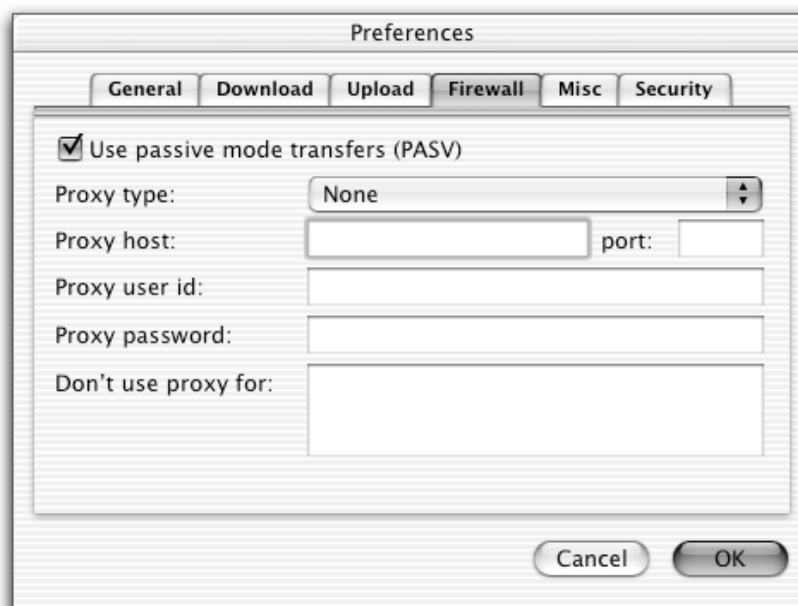 Preferences
General Download Upload Firewall Misc Security
Use passive mode transfers (PASV)
Proxy type: None
Proxy host: port:
Proxy user id:
Proxy password:
Don't use proxy for:
Cancel OK